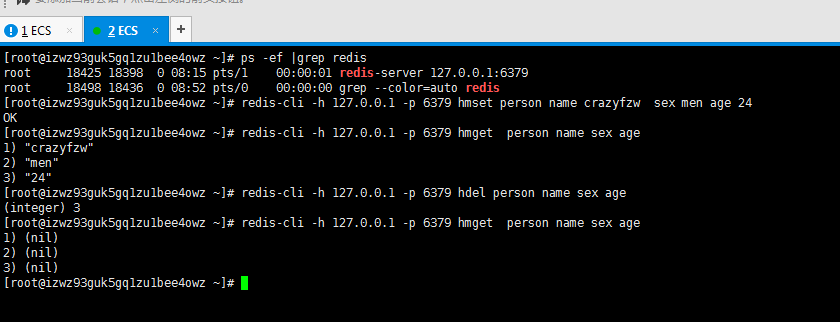 1 ECS × 2 ECS × +
[root@izwz93guk5gq1zu1bee4owz ~]# ps -ef |grep redis
root     18425 18398  0 08:15 pts/1    00:00:01 redis-server 127.0.0.1:6379
root     18498 18436  0 08:52 pts/0    00:00:00 grep --color=auto redis
[root@izwz93guk5gq1zu1bee4owz ~]# redis-cli -h 127.0.0.1 -p 6379 hmset person name crazyfzw  sex men age 24
OK
[root@izwz93guk5gq1zu1bee4owz ~]# redis-cli -h 127.0.0.1 -p 6379 hmget  person name sex age
1) "crazyfzw"
2) "men"
3) "24"
[root@izwz93guk5gq1zu1bee4owz ~]# redis-cli -h 127.0.0.1 -p 6379 hdel person name sex age
(integer) 3
[root@izwz93guk5gq1zu1bee4owz ~]# redis-cli -h 127.0.0.1 -p 6379 hmget  person name sex age
1) (nil)
2) (nil)
3) (nil)
[root@izwz93guk5gq1zu1bee4owz ~]#